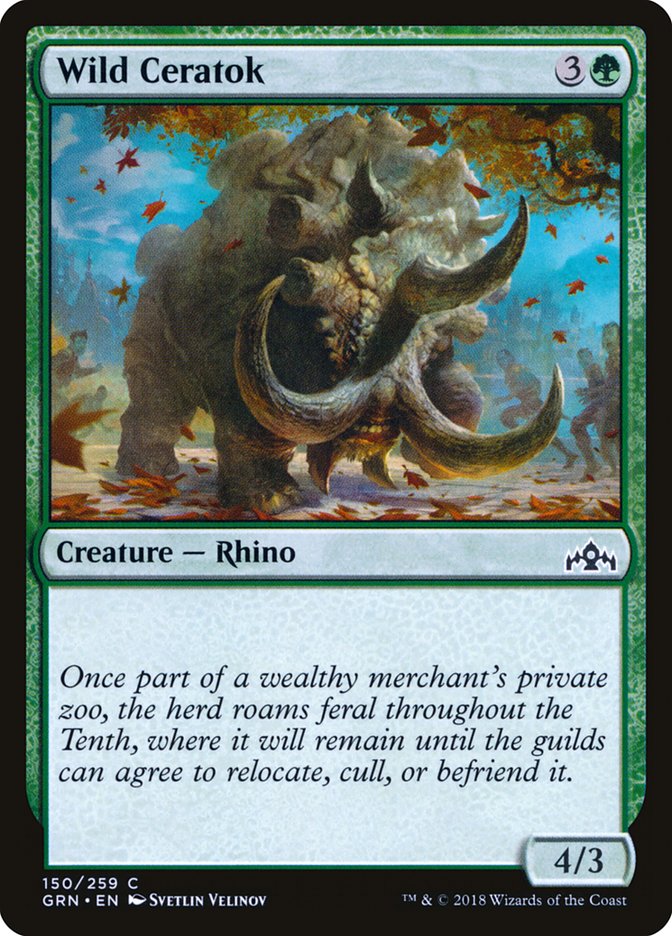 Wild Ceratok 3
Creature — Rhino
Once part of a wealthy merchant's private
zoo, the herd roams feral throughout the
Tenth, where it will remain until the guilds
can agree to relocate, cull, or befriend it.
4/3
150/259 C
GRN • EN Svetlin Velinov
™ & © 2018 Wizards of the Coast